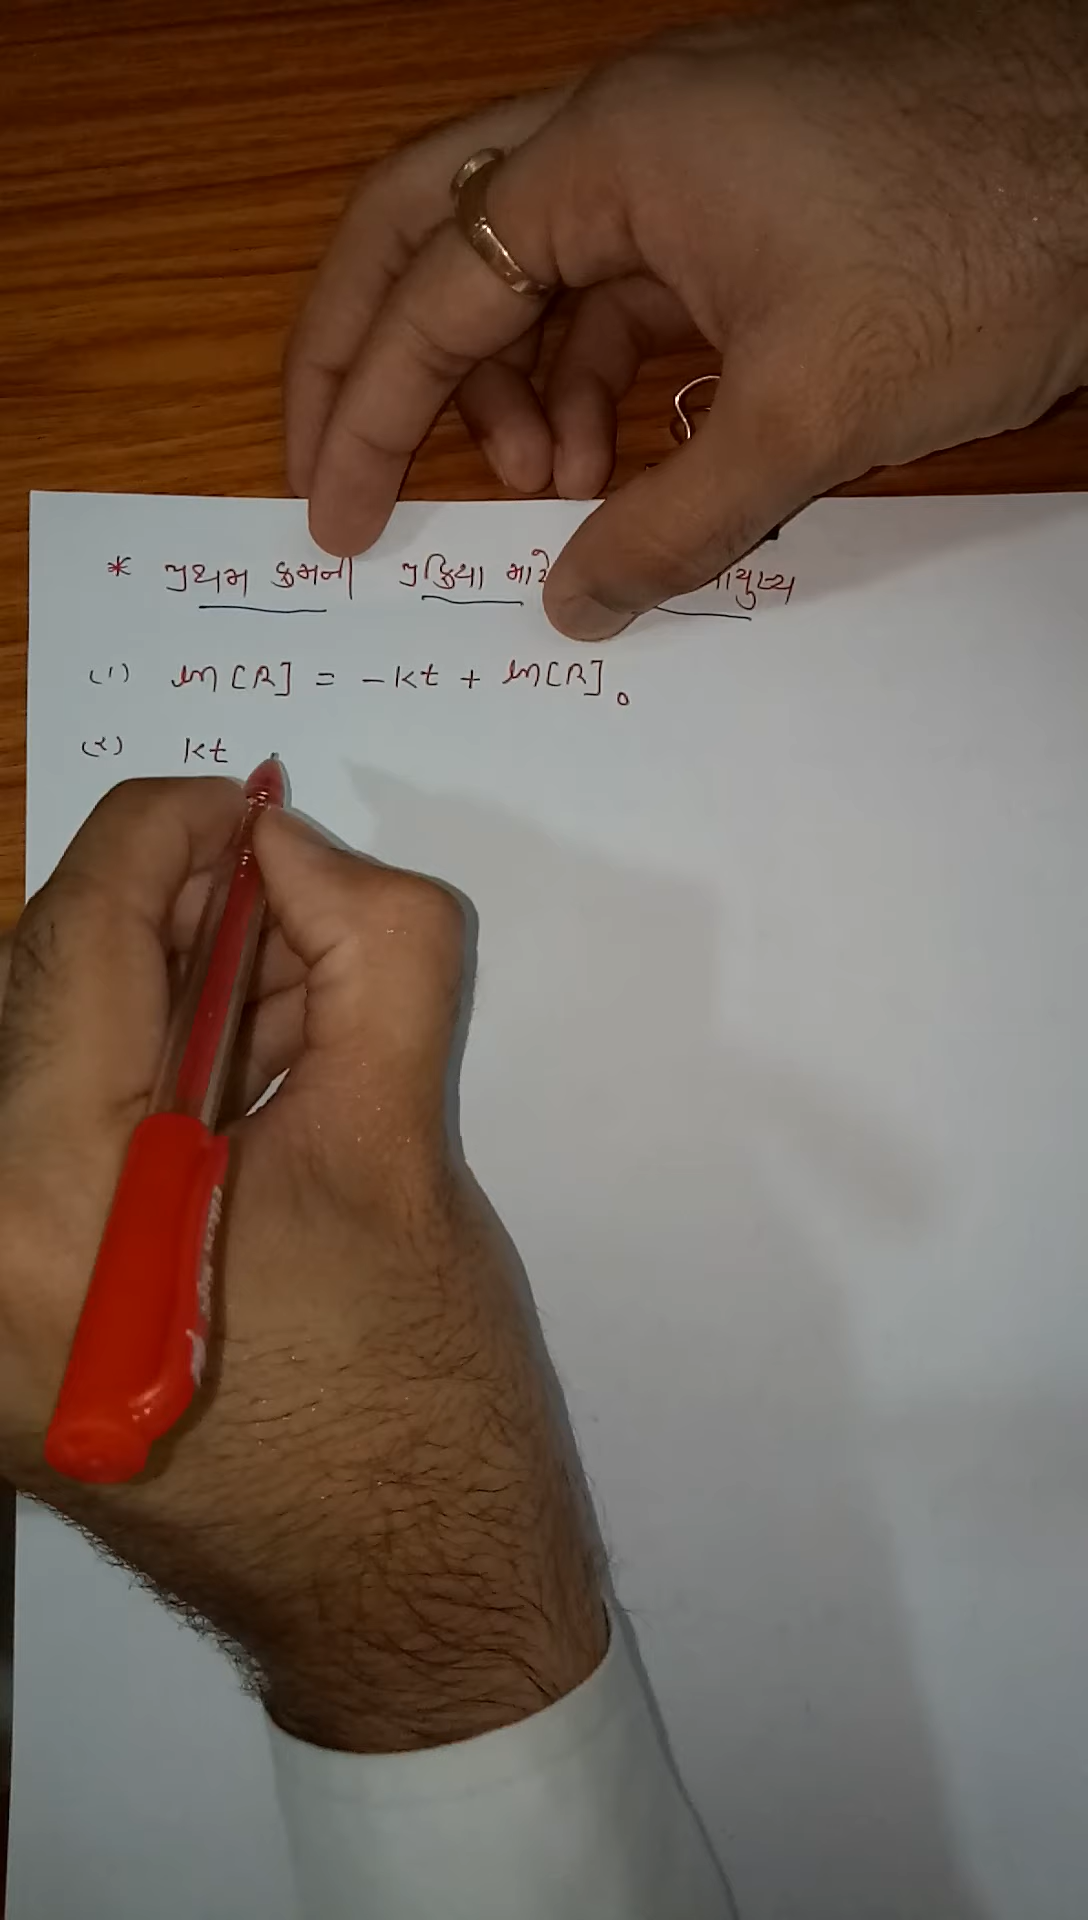 * પ્રથમ ક્રમની પ્રક્રિયા માટે
(૧) ln [R] = -kt + ln[R]₀
(૨) kt